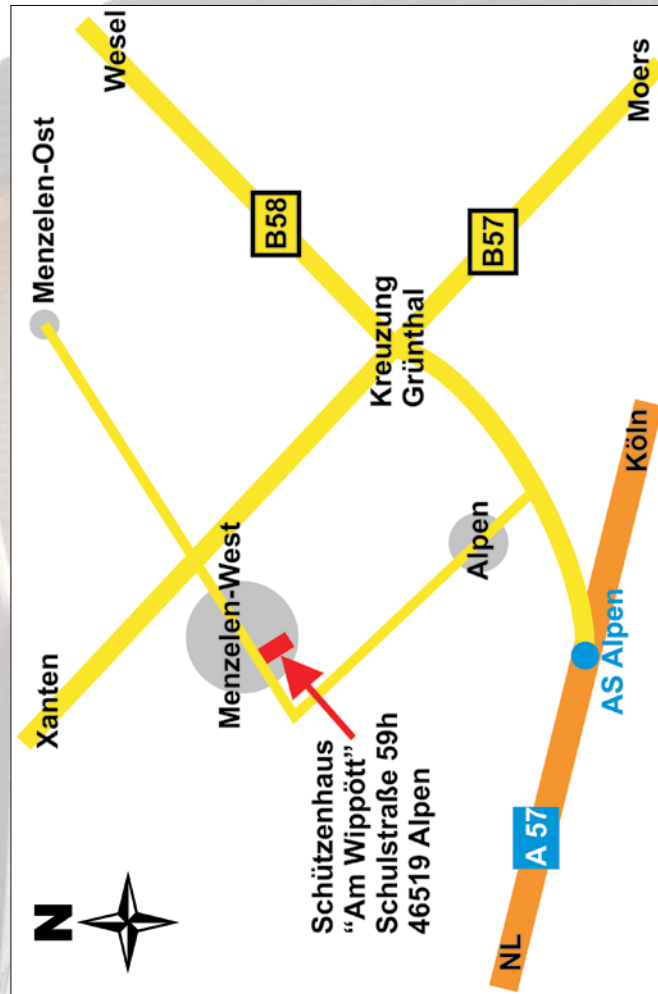 N
Xanten
Menzelen-Ost
Wesel
Menzelen-West
B58
Schützenhaus
“Am Wippött”
Schulstraße 59h
46519 Alpen
Kreuzung
Grünthal
Alpen
B57
A 57
NL
AS Alpen
Köln
Moers